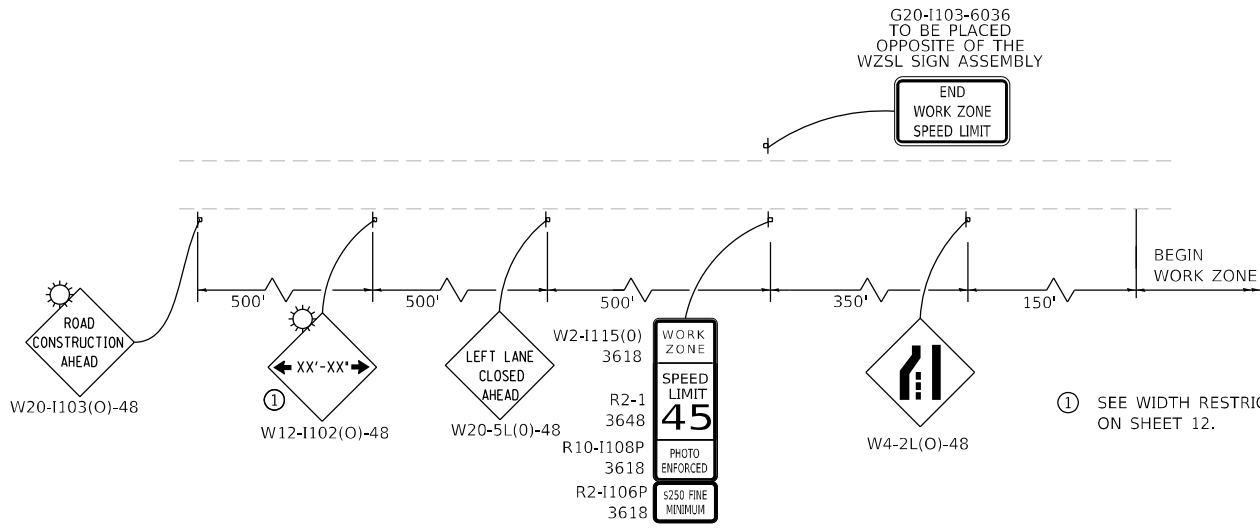 G20-I103-6036
TO BE PLACED
OPPOSITE OF THE
WZSL SIGN ASSEMBLY
END
WORK ZONE
SPEED LIMIT
500'
500'
500'
350'
150'
BEGIN
WORK ZONE
ROAD
CONSTRUCTION
AHEAD
W20-I103(O)-48
XX'-XX"
1
W12-I102(O)-48
LEFT LANE
CLOSED
AHEAD
W20-5L(0)-48
W2-I115(0)
3618
WORK
ZONE
R2-1
3648
SPEED
LIMIT
45
R10-I108P
3618
PHOTO
ENFORCED
R2-I106P
3618
$250 FINE
MINIMUM
W4-2L(O)-48
1 SEE WIDTH
ON SHEET 12.